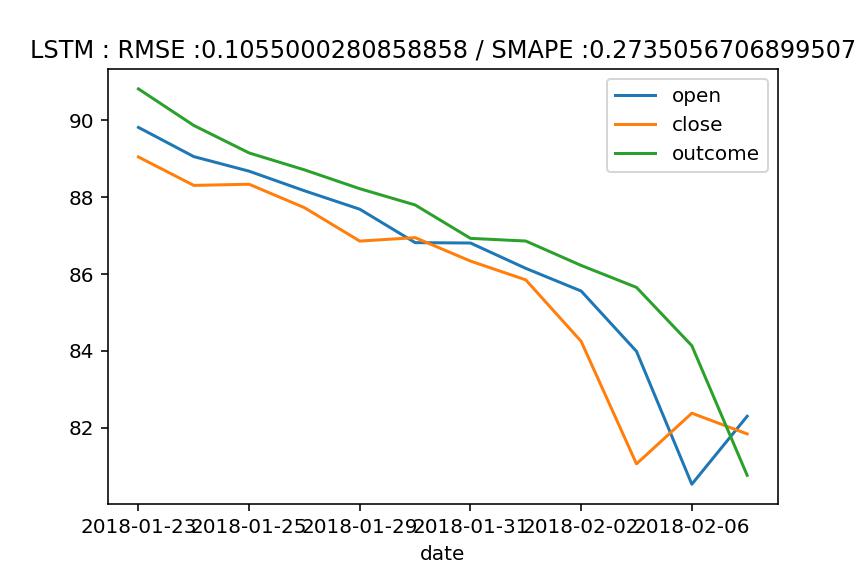 LSTM : RMSE :0.1055000280858858 / SMAPE :0.2735056706899507
open
close
outcome
90
88
86
84
82
2018-01-23 2018-01-25 2018-01-29 2018-01-31 2018-02-02 2018-02-06
date